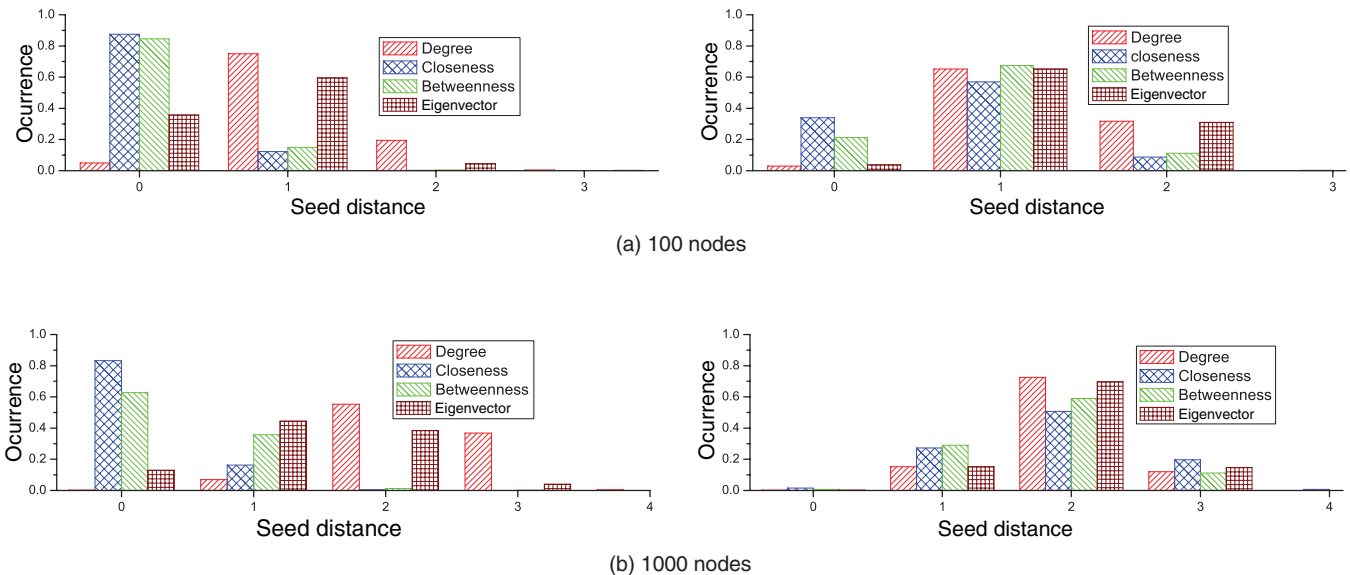 1.0
0.8
0.6
0.4
0.2
0.0
Ocurrence
Degree
Closeness
Betweenness
Eigenvector
0 1 2 3
Seed distance
1.0
0.8
0.6
0.4
0.2
0.0
Ocurrence
Degree
closeness
Betweenness
Eigenvector
0 1 2 3
Seed distance
(a) 100 nodes
1.0
0.8
0.6
0.4
0.2
0.0
Ocurrence
Degree
Closeness
Betweenness
Eigenvector
0 1 2 3 4
Seed distance
1.0
0.8
0.6
0.4
0.2
0.0
Ocurrence
Degree
Closeness
Betweenness
Eigenvector
0 1 2 3 4
Seed distance
(b) 1000 nodes